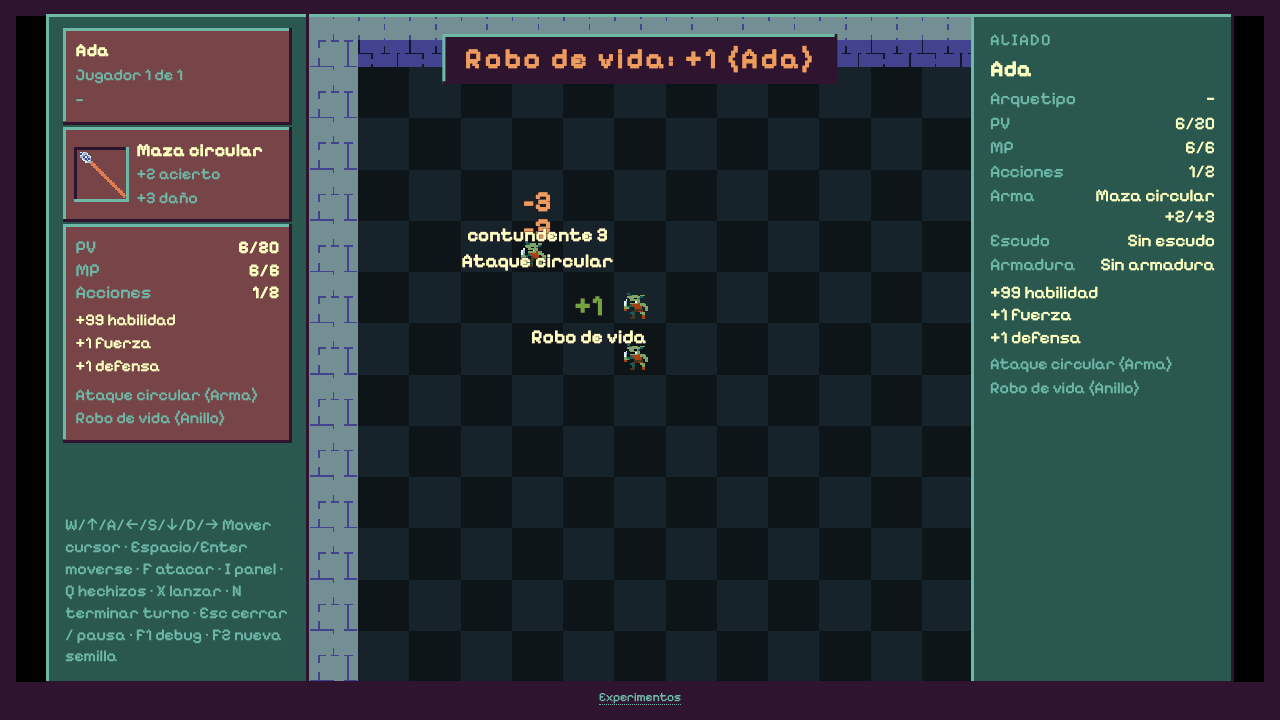 Ada
Jugador 1 de 1
–
Maza circular
+2 acierto
+3 daño
PV 6/20
MP 6/6
Acciones 1/2
+99 habilidad
+1 fuerza
+1 defensa
Ataque circular (Arma)
Robo de vida (Anillo)
W/↑/A/←/S/↓/D/→ Mover
cursor · Espacio/Enter
moverse · F atacar · I panel ·
Q hechizos · X lanzar · N
terminar turno · Esc cerrar
/ pausa · F1 debug · F2 nueva
semilla
Robo de vida: +1 (Ada)
-3
-3
contundente 3
Ataque circular
+1
Robo de vida
ALIADO
Ada
Arquetipo –
PV 6/20
MP 6/6
Acciones 1/2
Arma Maza circular
+2/+3
Escudo Sin escudo
Armadura Sin armadura
+99 habilidad
+1 fuerza
+1 defensa
Ataque circular (Arma)
Robo de vida (Anillo)
Experimentos